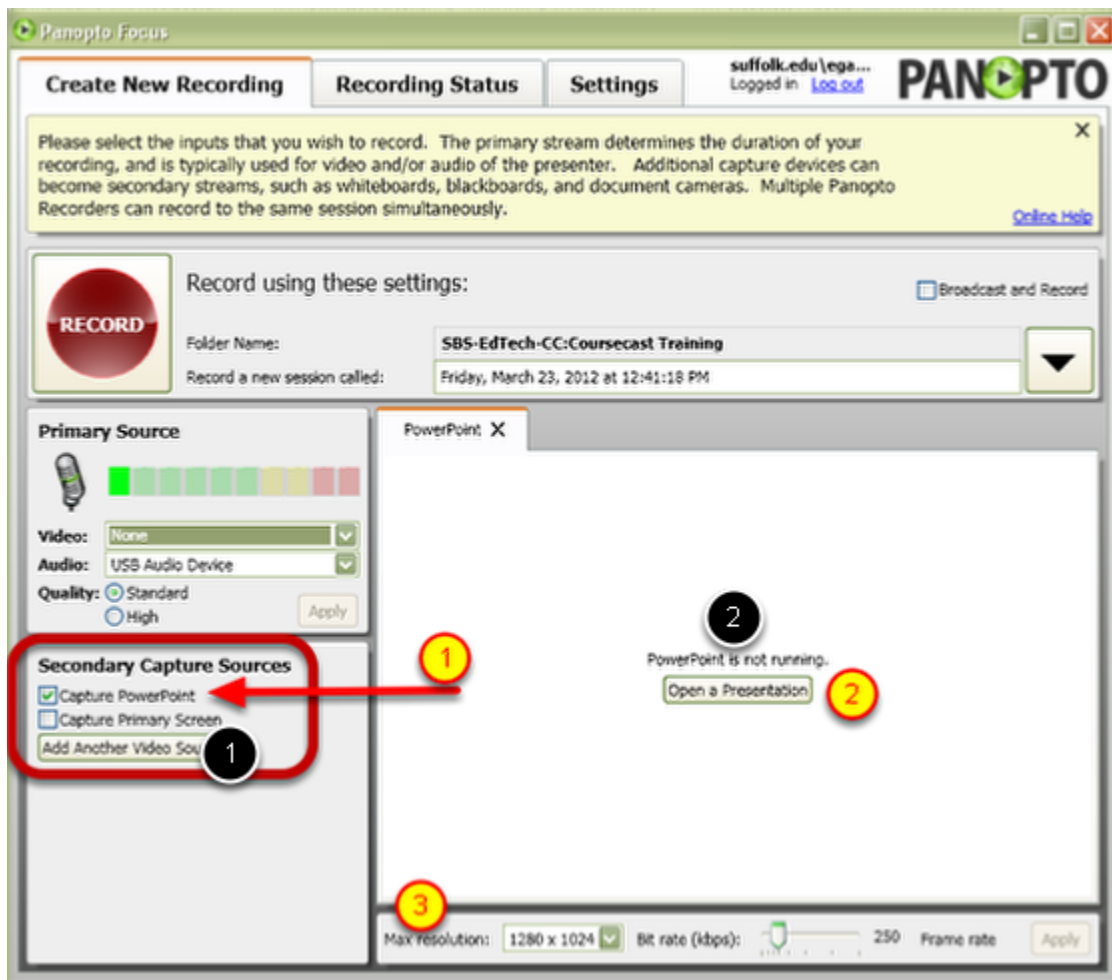 Panopto Focus
Create New Recording
Recording Status
Settings
suffolk.edu\ega...
Logged in Log out
PANOPTO
Please select the inputs that you wish to record. The primary stream determines the duration of your
recording, and is typically used for video and/or audio of the presenter. Additional capture devices can
become secondary streams, such as whiteboards, blackboards, and document cameras. Multiple Panopto
Recorders can record to the same session simultaneously.
Online Help
RECORD
Record using these settings:
Broadcast and Record
Folder Name:
SBS-EdTech-CC:Coursecast Training
Record a new session called:
Friday, March 23, 2012 at 12:41:18 PM
Primary Source
Video: None
Audio: USB Audio Device
Quality: Standard
High
Apply
Secondary Capture Sources
Capture PowerPoint
Capture Primary Screen
Add Another Video
1
1
PowerPoint X
2
PowerPoint is not running.
Open a Presentation
2
3
Max resolution: 1280 x 1024 Bit rate (kbps): 250 Frame rate Apply